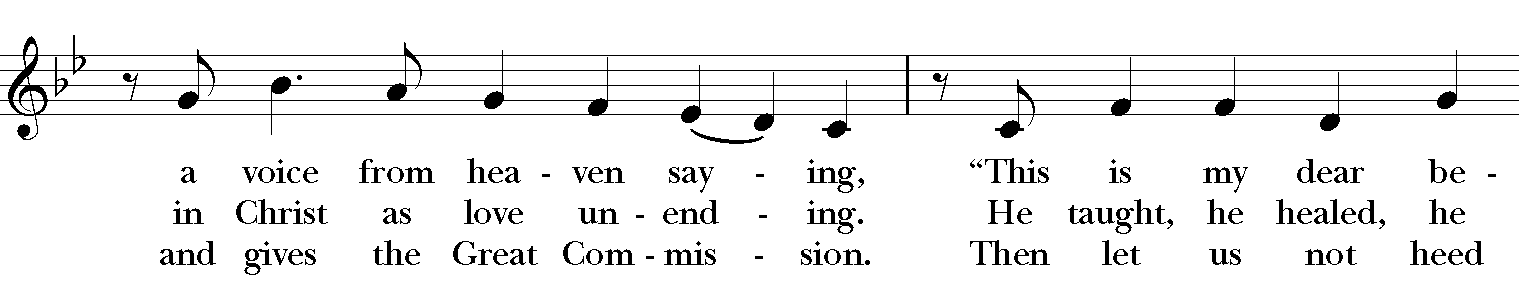 a voice from hea - ven say - ing, “This is my dear be -
in Christ as love un - end - ing. He taught, he healed, he
and gives the Great Com - mis - sion. Then let us not heed